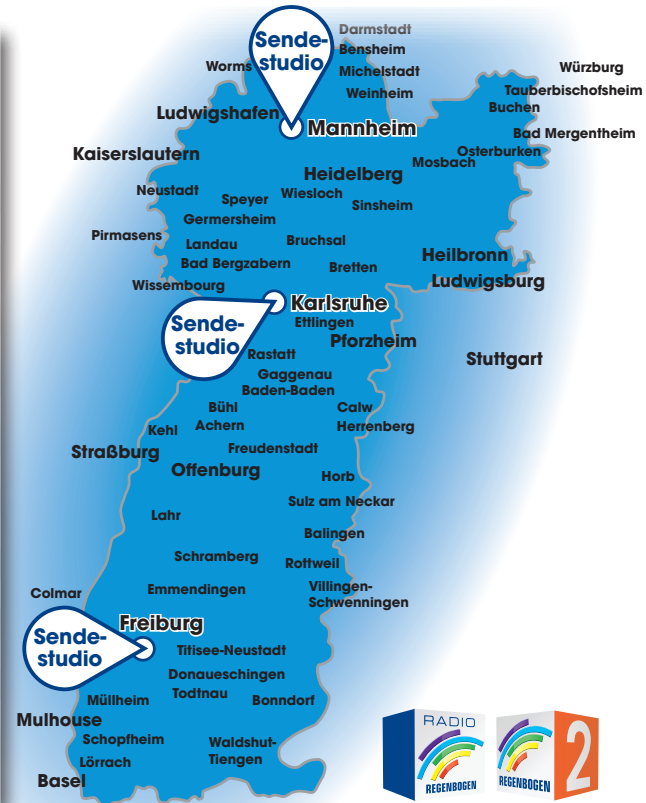 Darmstadt
Sende-
studio
Bensheim
Worms
Michelstadt
Würzburg
Weinheim
Tauberbischofsheim
Buchen
Ludwigshafen
Mannheim
Bad Mergentheim
Kaiserslautern
Osterburken
Mosbach
Heidelberg
Neustadt
Speyer
Wiesloch
Sinsheim
Germersheim
Pirmasens
Landau
Bruchsal
Heilbronn
Bad Bergzabern
Bretten
Ludwigsburg
Wissembourg
Karlsruhe
Sende-
studio
Ettlingen
Pforzheim
Rastatt
Stuttgart
Gaggenau
Baden-Baden
Bühl
Calw
Achern
Herrenberg
Kehl
Straßburg
Freudenstadt
Offenburg
Horb
Sulz am Neckar
Lahr
Balingen
Schramberg
Rottweil
Emmendingen
Villingen-
Schwenningen
Colmar
Freiburg
Sende-
studio
Titisee-Neustadt
Donaueschingen
Todtnau
Müllheim
Bonndorf
Mulhouse
Schopfheim
Waldshut-
Tiengen
Lörrach
Basel
RADIO
REGENBOGEN
REGENBOGEN
2